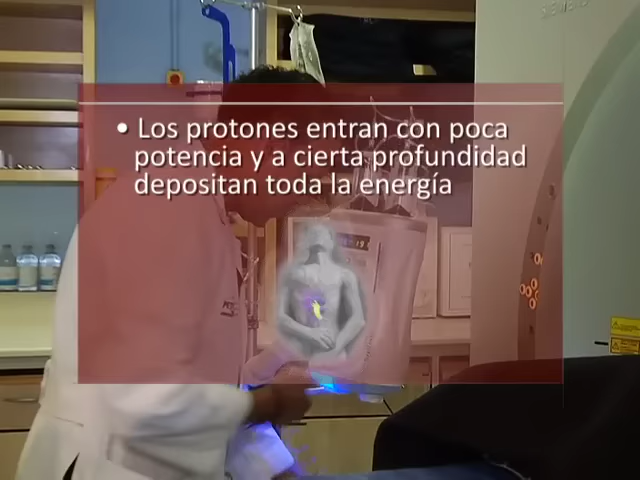 • Los protones entran con poca
potencia y a cierta profundidad
depositan toda la energía